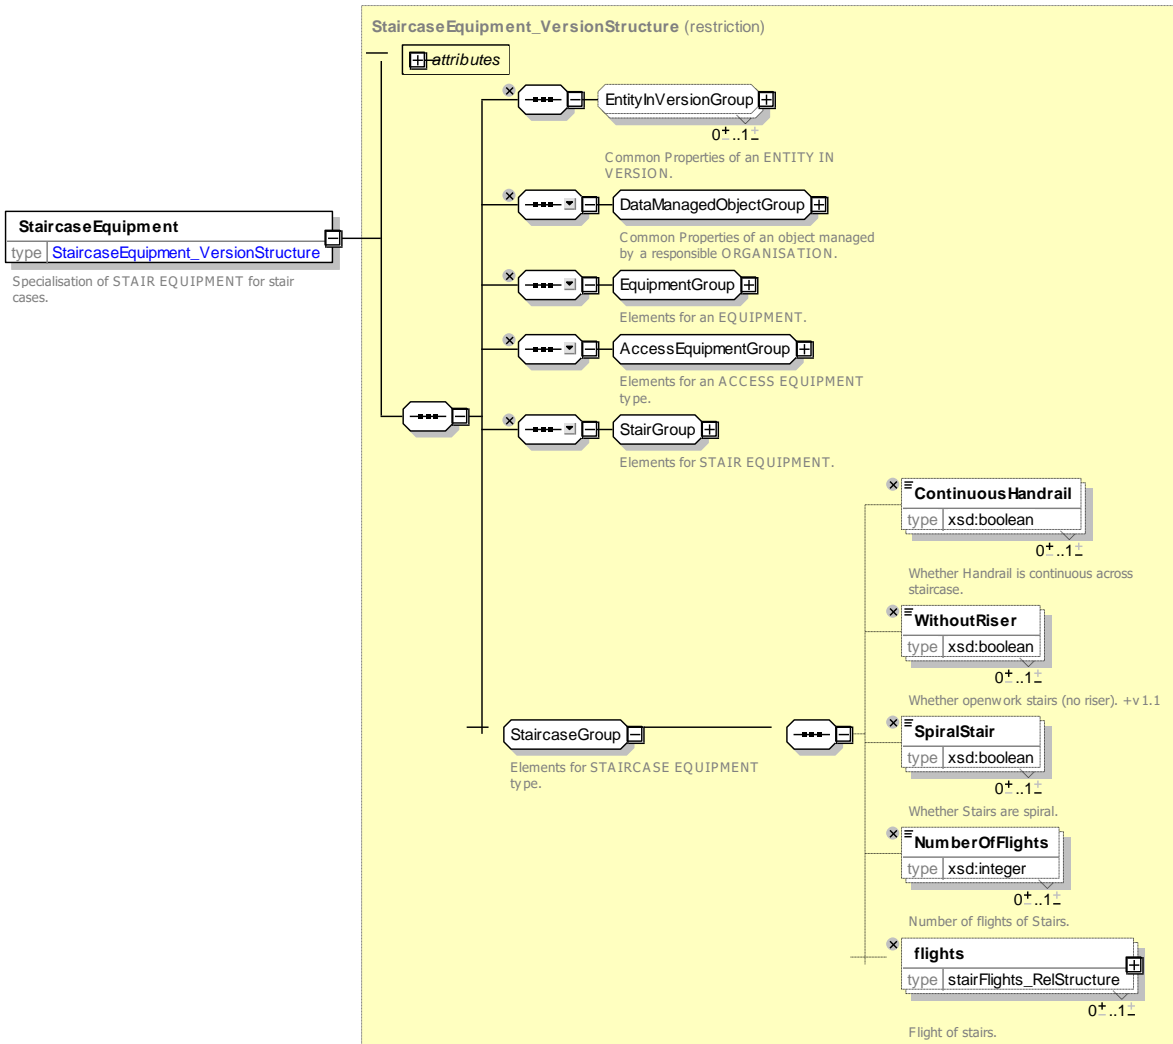 StaircaseEquipment_VersionStructure (restriction)
attributes
EntityInVersionGroup
0..1
Common Properties of an ENTITY IN
VERSION.
DataManagedObjectGroup
Common Properties of an object managed
by a responsible ORGANISATION.
StaircaseEquipment
type StaircaseEquipment_VersionStructure
Specialisation of STAIR EQUIPMENT for stair
cases.
EquipmentGroup
Elements for an EQUIPMENT.
AccessEquipmentGroup
Elements for an ACCESS EQUIPMENT
type.
StairGroup
Elements for STAIR EQUIPMENT.
StaircaseGroup
Elements for STAIRCASE EQUIPMENT
type.
ContinuousHandrail
type xsd:boolean
0..1
Whether Handrail is continuous across
staircase.
WithoutRiser
type xsd:boolean
0..1
Whether openwork stairs (no riser). +v1.1
SpiralStair
type xsd:boolean
0..1
Whether Stairs are spiral.
NumberOfFlights
type xsd:integer
0..1
Number of flights of Stairs.
flights
type stairFlights_RelStructure
0..1
Flight of stairs.